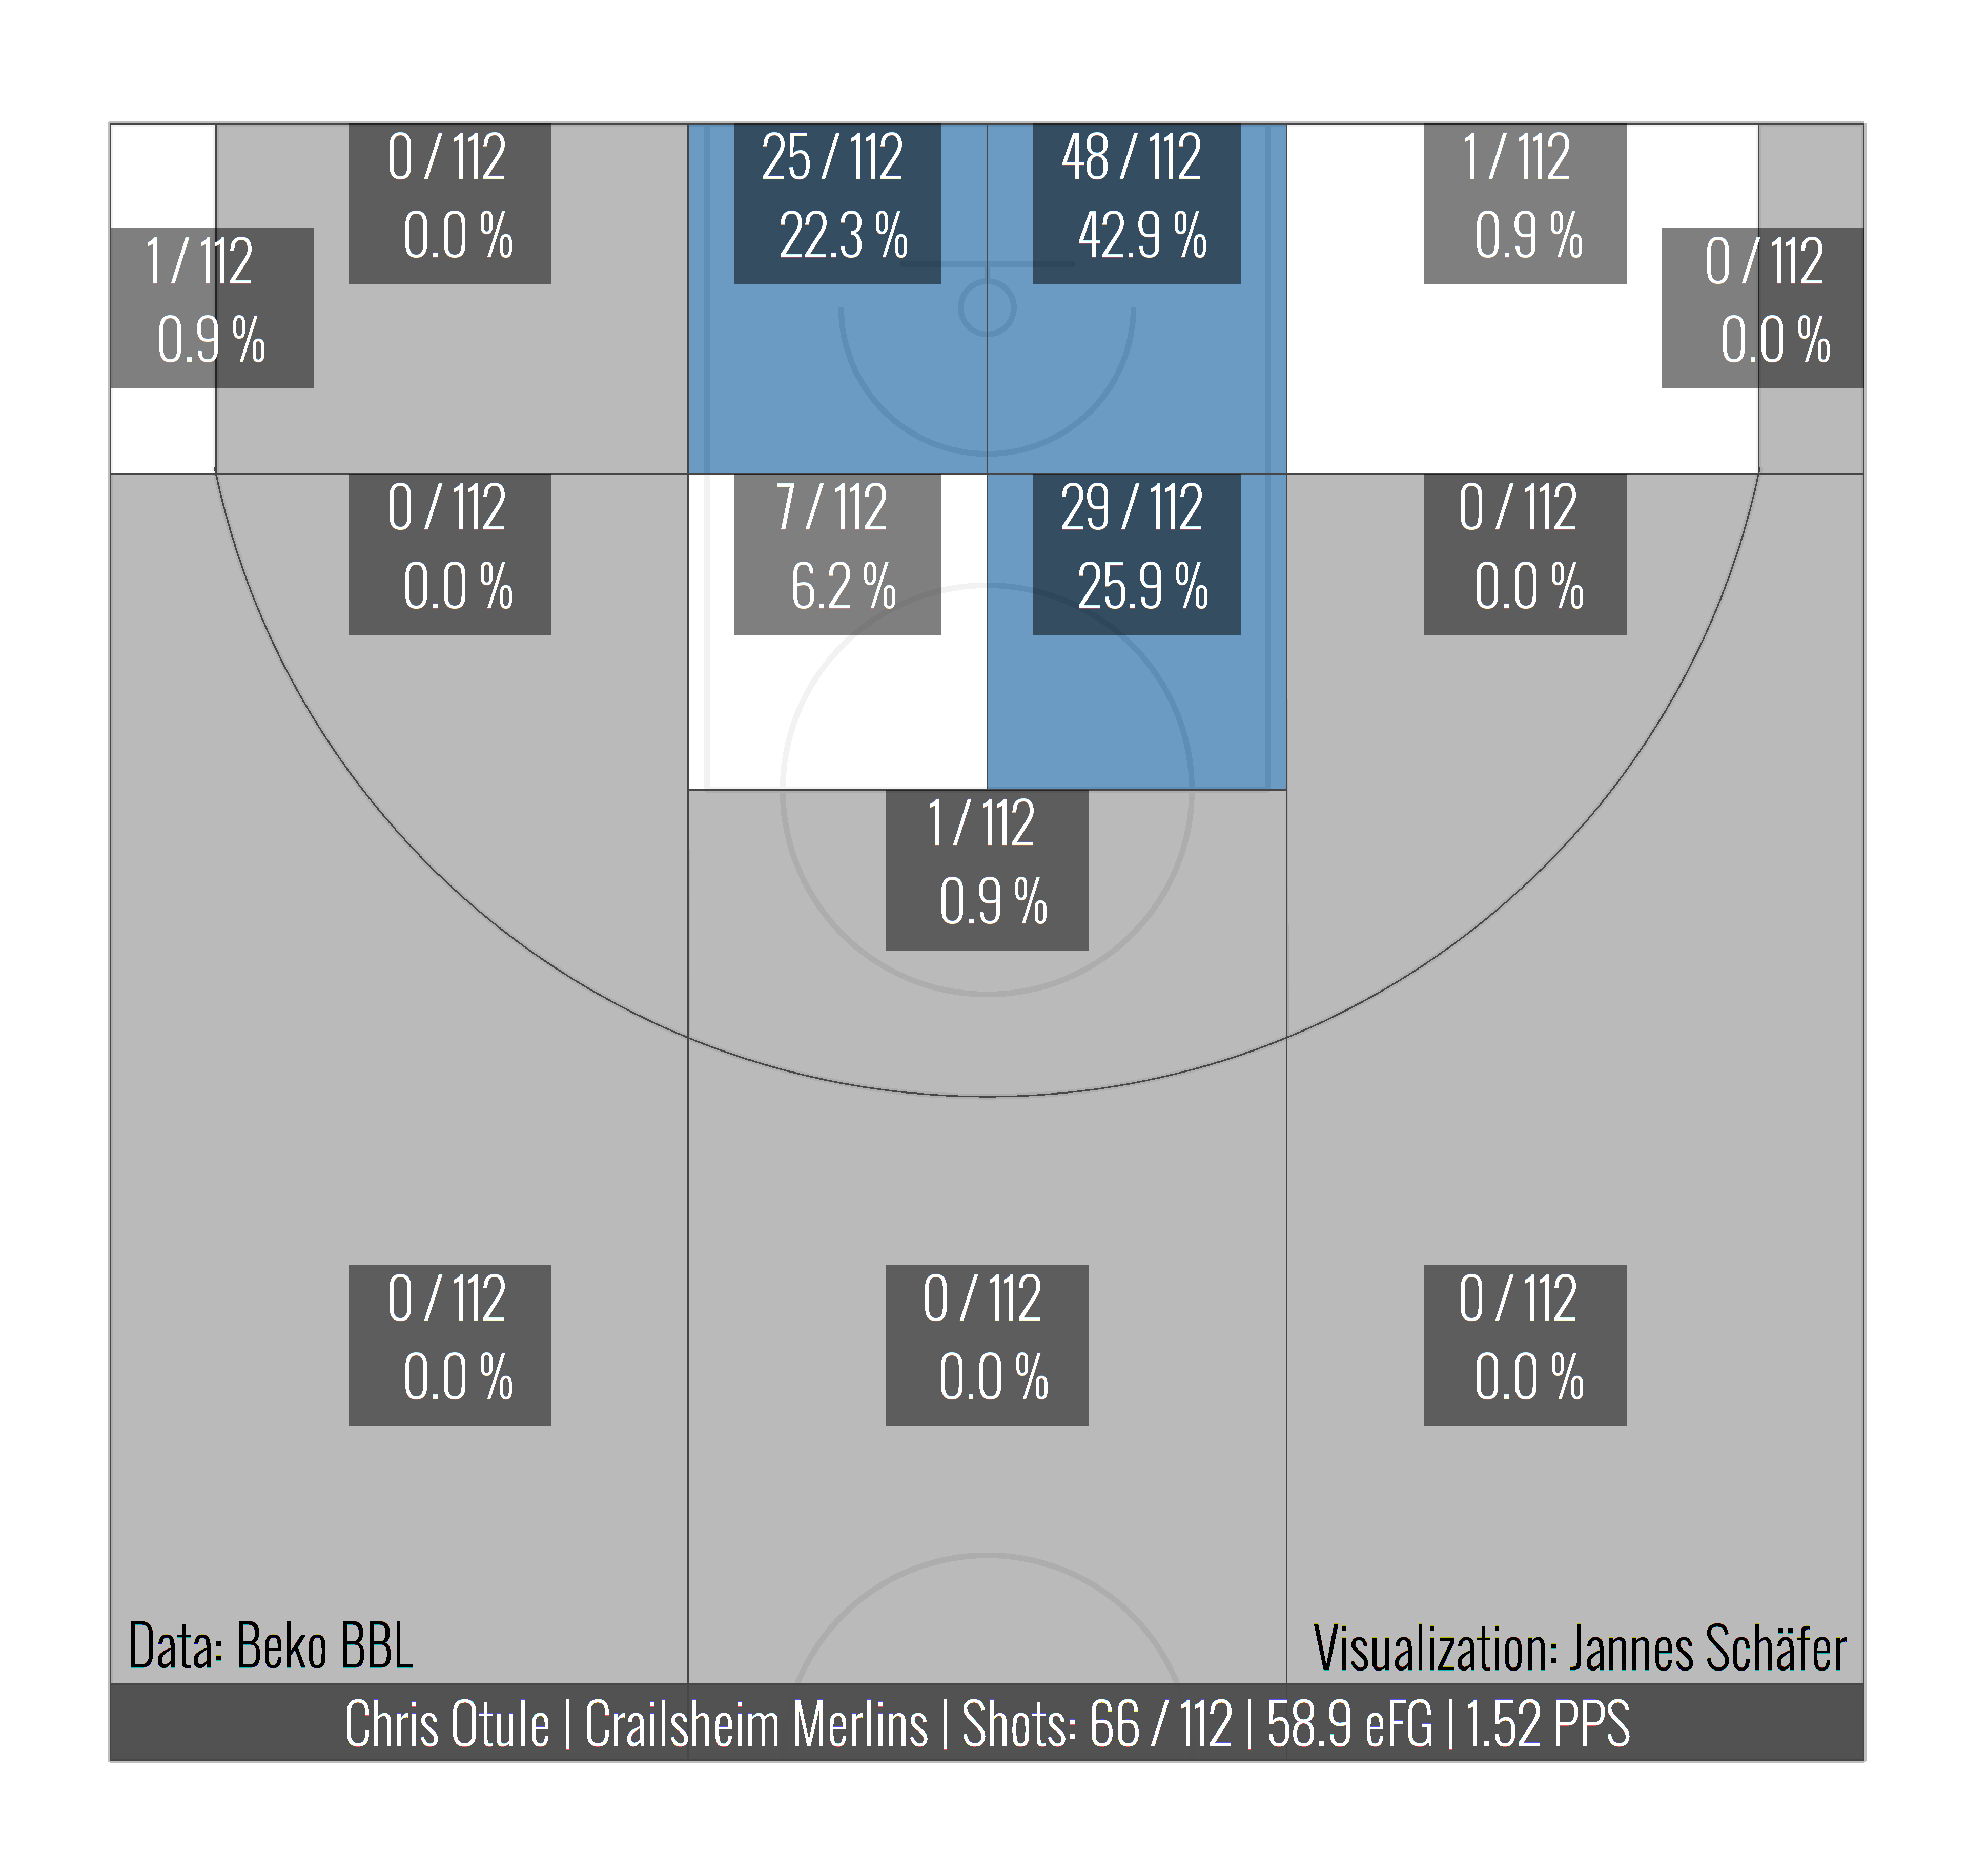 0 / 112
0.0 %
25 / 112
22.3 %
48 / 112
42.9 %
1 / 112
0.9 %
1 / 112
0.9 %
0 / 112
0.0 %
0 / 112
0.0 %
7 / 112
6.2 %
29 / 112
25.9 %
0 / 112
0.0 %
1 / 112
0.9 %
0 / 112
0.0 %
0 / 112
0.0 %
0 / 112
0.0 %
Data: Beko BBL
Visualization: Jannes Schäfer
Chris Otule | Crailsheim Merlins | Shots: 66 / 112 | 58.9 eFG | 1.52 PPS